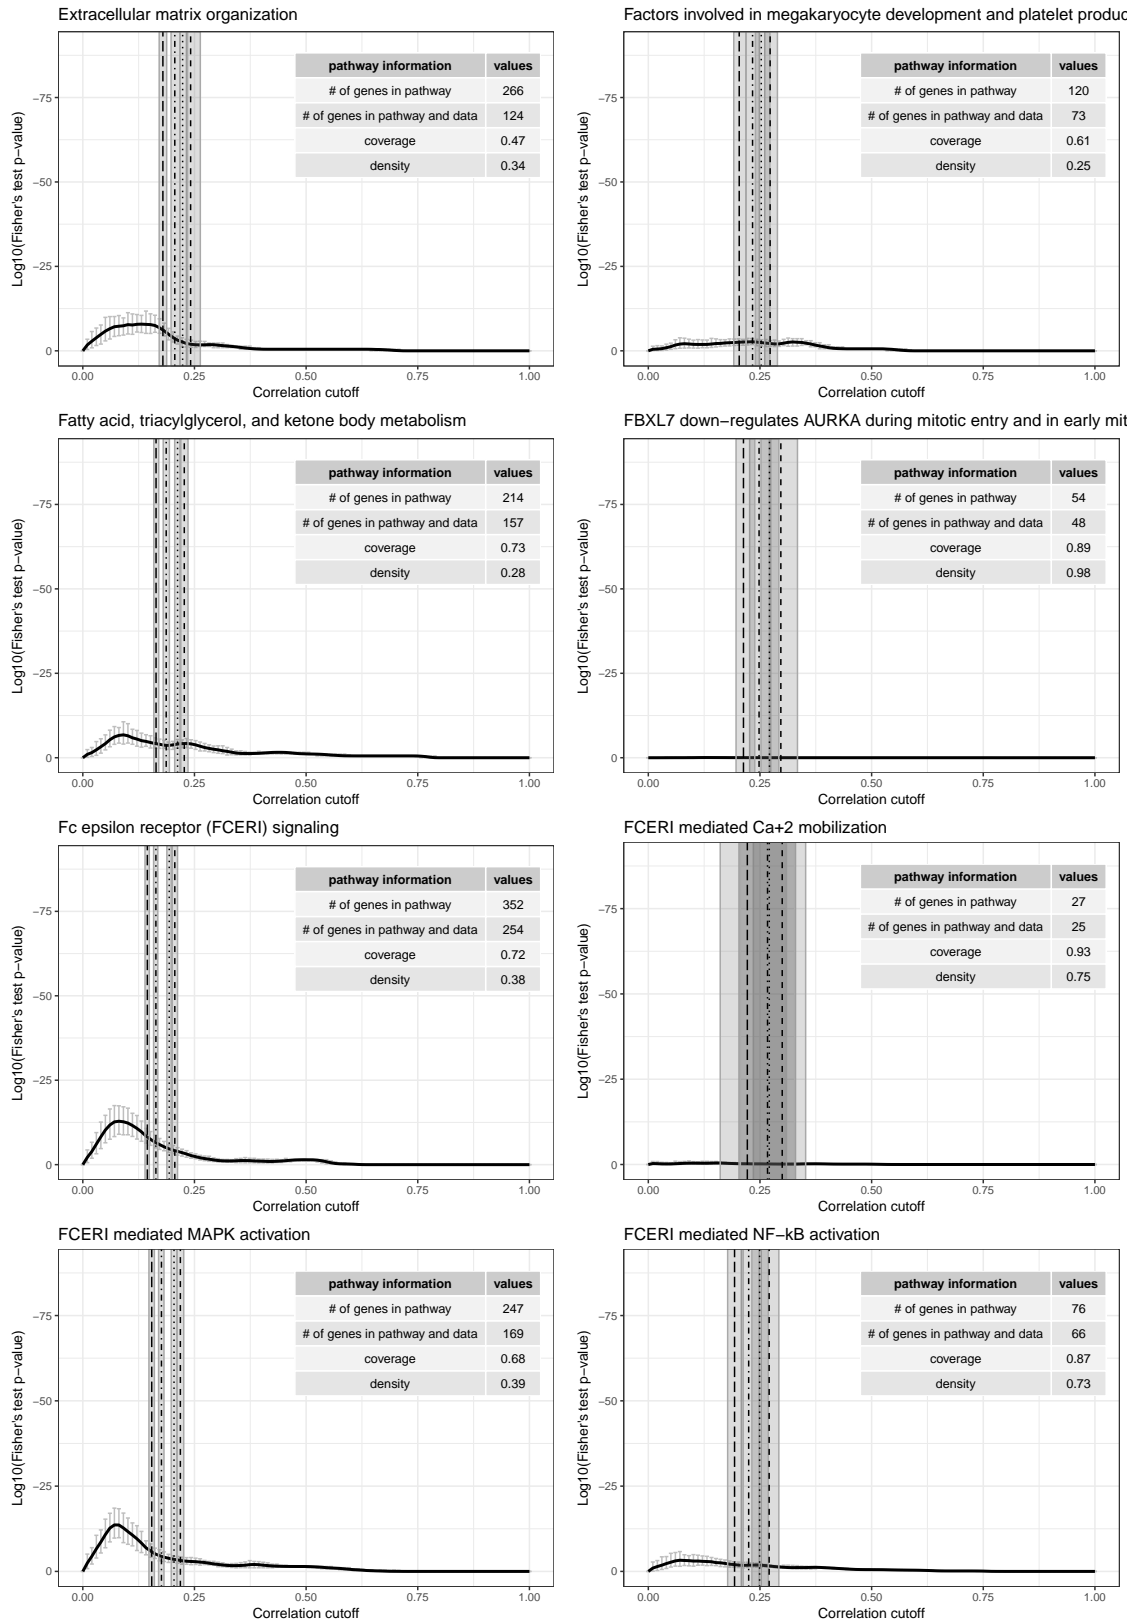 Extracellular matrix organization
pathway information values
# of genes in pathway 266
# of genes in pathway and data 124
coverage 0.47
density 0.34
Log10(Fisher's test p−value)
−75
−50
−25
0
0.00 0.25 0.50 0.75 1.00
Correlation cutoff
Factors involved in megakaryocyte development and platelet produc
pathway information values
# of genes in pathway 120
# of genes in pathway and data 73
coverage 0.61
density 0.25
Log10(Fisher's test p−value)
−75
−50
−25
0
0.00 0.25 0.50 0.75 1.00
Correlation cutoff
Fatty acid, triacylglycerol, and ketone body metabolism
pathway information values
# of genes in pathway 214
# of genes in pathway and data 157
coverage 0.73
density 0.28
Log10(Fisher's test p−value)
−75
−50
−25
0
0.00 0.25 0.50 0.75 1.00
Correlation cutoff
FBXL7 down−regulates AURKA during mitotic entry and in early mit
pathway information values
# of genes in pathway 54
# of genes in pathway and data 48
coverage 0.89
density 0.98
Log10(Fisher's test p−value)
−75
−50
−25
0
0.00 0.25 0.50 0.75 1.00
Correlation cutoff
Fc epsilon receptor (FCERI) signaling
pathway information values
# of genes in pathway 352
# of genes in pathway and data 254
coverage 0.72
density 0.38
Log10(Fisher's test p−value)
−75
−50
−25
0
0.00 0.25 0.50 0.75 1.00
Correlation cutoff
FCERI mediated Ca+2 mobilization
pathway information values
# of genes in pathway 27
# of genes in pathway and data 25
coverage 0.93
density 0.75
Log10(Fisher's test p−value)
−75
−50
−25
0
0.00 0.25 0.50 0.75 1.00
Correlation cutoff
FCERI mediated MAPK activation
pathway information values
# of genes in pathway 247
# of genes in pathway and data 169
coverage 0.68
density 0.39
Log10(Fisher's test p−value)
−75
−50
−25
0
0.00 0.25 0.50 0.75 1.00
Correlation cutoff
FCERI mediated NF−kB activation
pathway information values
# of genes in pathway 76
# of genes in pathway and data 66
coverage 0.87
density 0.73
Log10(Fisher's test p−value)
−75
−50
−25
0
0.00 0.25 0.50 0.75 1.00
Correlation cutoff